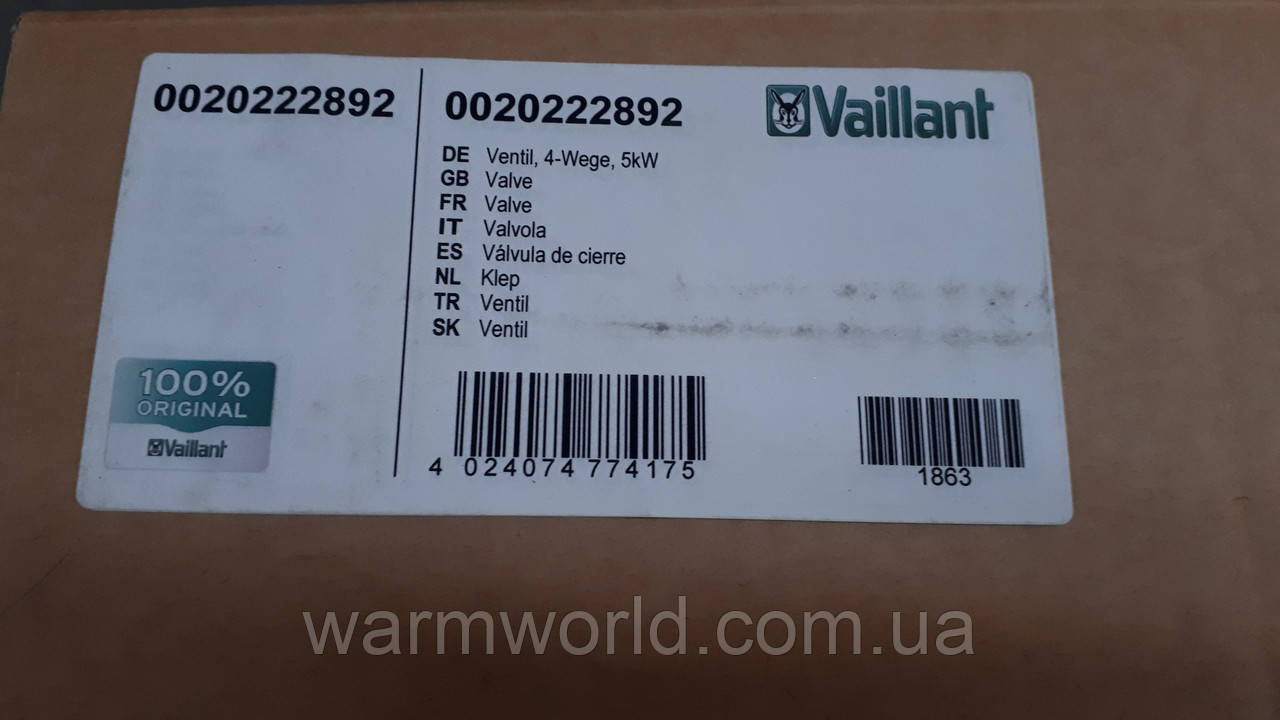 0020222892
100%
ORIGINAL
Vaillant
0020222892
Vaillant
DE Ventil, 4-Wege, 5kW
GB Valve
FR Valve
IT Valvola
ES Válvula de cierre
NL Klep
TR Ventil
SK Ventil
4 024074 774175
1863
warmworld.com.ua